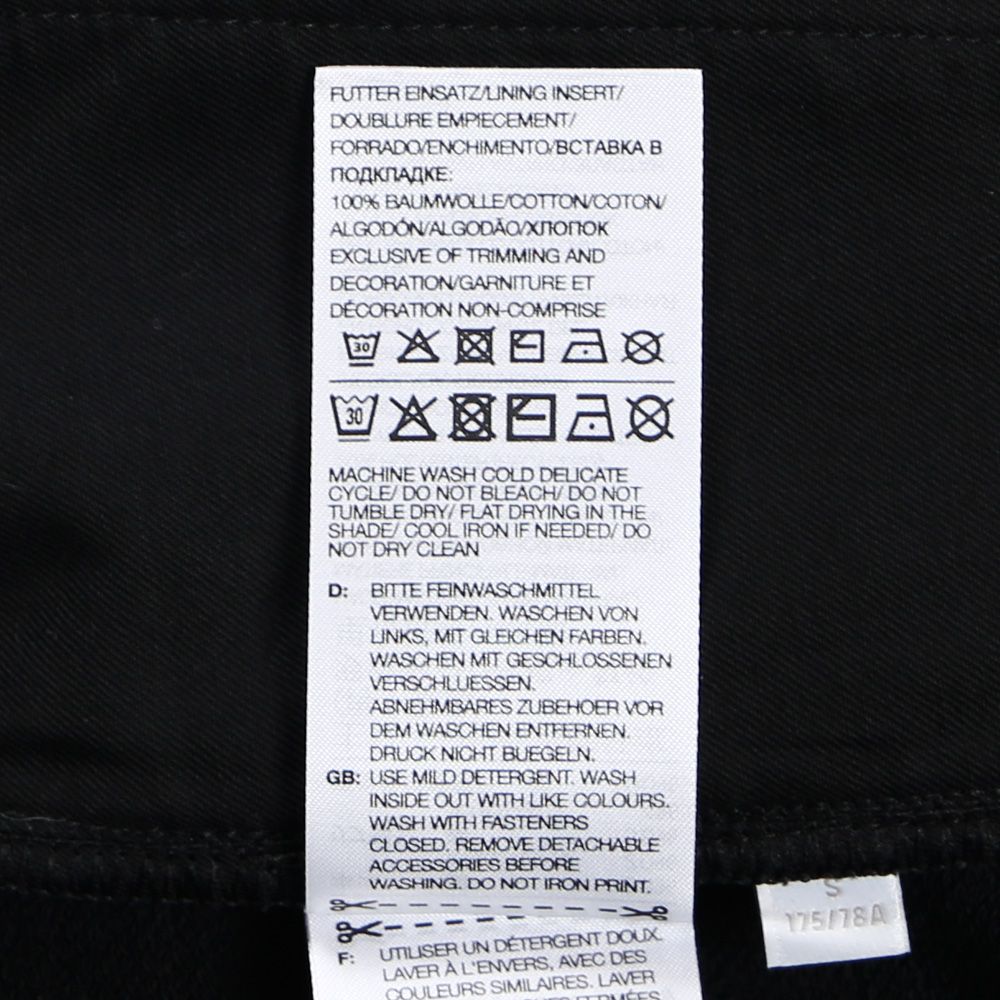 FUTTER EINSATZ/LINING INSERT/
DOUBLURE EMPIECEMENT/
FORRADO/ENCHIMENTO/ВСТАВКА В
ПОДКЛАДКЕ:
100% BAUMWOLLE/COTTON/COTON/
ALGODÓN/ALGODÃO/ХЛОПОК
EXCLUSIVE OF TRIMMING AND
DECORATION/GARNITURE ET
DÉCORATION NON-COMPRISE
30
30
MACHINE WASH COLD DELICATE
CYCLE/ DO NOT BLEACH/ DO NOT
TUMBLE DRY/ FLAT DRYING IN THE
SHADE/ COOL IRON IF NEEDED/ DO
NOT DRY CLEAN
D: BITTE FEINWASCHMITTEL
VERWENDEN. WASCHEN VON
LINKS, MIT GLEICHEN FARBEN.
WASCHEN MIT GESCHLOSSENEN
VERSCHLUESSEN.
ABNEHMBARES ZUBEHOER VOR
DEM WASCHEN ENTFERNEN.
DRUCK NICHT BUEGELN.
GB: USE MILD DETERGENT. WASH
INSIDE OUT WITH LIKE COLOURS.
WASH WITH FASTENERS
CLOSED. REMOVE DETACHABLE
ACCESSORIES BEFORE
WASHING. DO NOT IRON PRINT.
F: UTILISER UN DÉTERGENT DOUX.
LAVER À L'ENVERS, AVEC DES
COULEURS SIMILAIRES. LAVER
S
175/78A